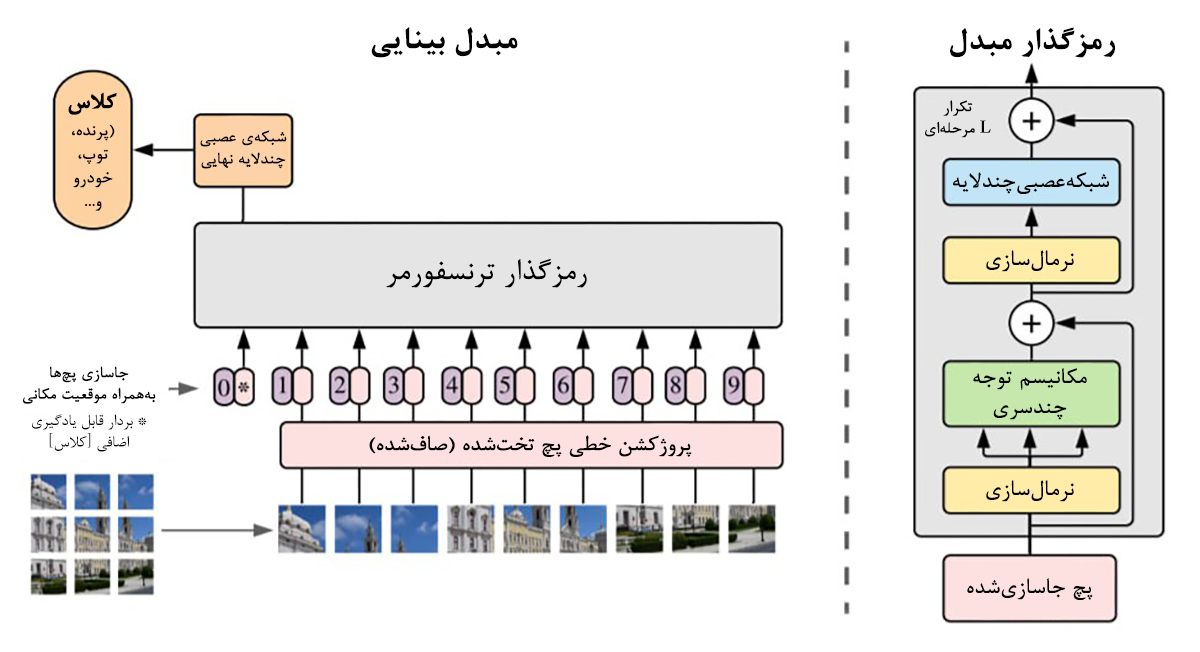 مبدل بینایی
کلاس
(پرنده،
توپ،
خودرو
و...
شبکه‌ی عصبی
چندلایه نهایی
رمزگذار ترنسفورمر
جاسازی پچ‌ها
به‌همراه موقعیت مکانی
* بردار قابل یادگیری
اضافی [کلاس]
0 * 1 2 3 4 5 6 7 8 9
پروژکشن خطی پچ تخت‌شده (صاف‌شده)
رمزگذار مبدل
تکرار
L مرحله‌ای
+
شبکه‌عصبی‌چندلایه
نرمال‌سازی
+
مکانیسم توجه
چندسری
نرمال‌سازی
پچ جاسازی‌شده